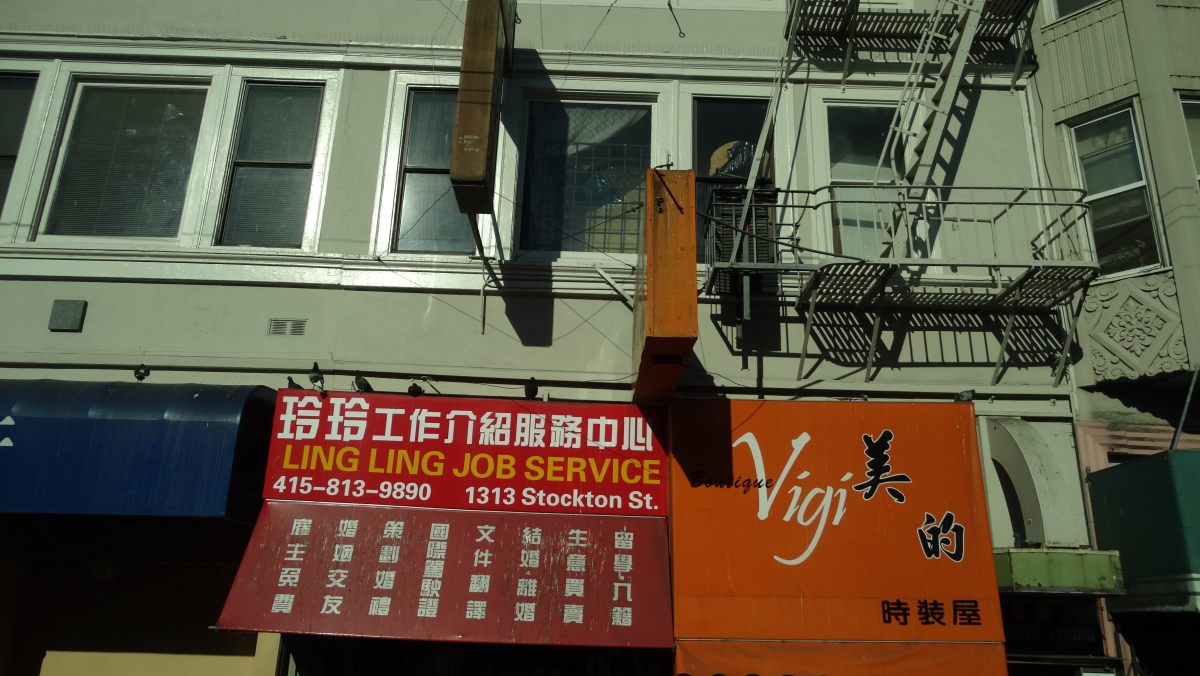 玲玲工作介紹服務中心
LING LING JOB SERVICE
415-813-9890 1313 Stockton St.
雇主免費
婚姻交友
策劃婚禮
國際駕駛證
文件翻譯
結婚、離婚
生意買賣
留學、入籍
Boutique Vigi 美的
時裝屋